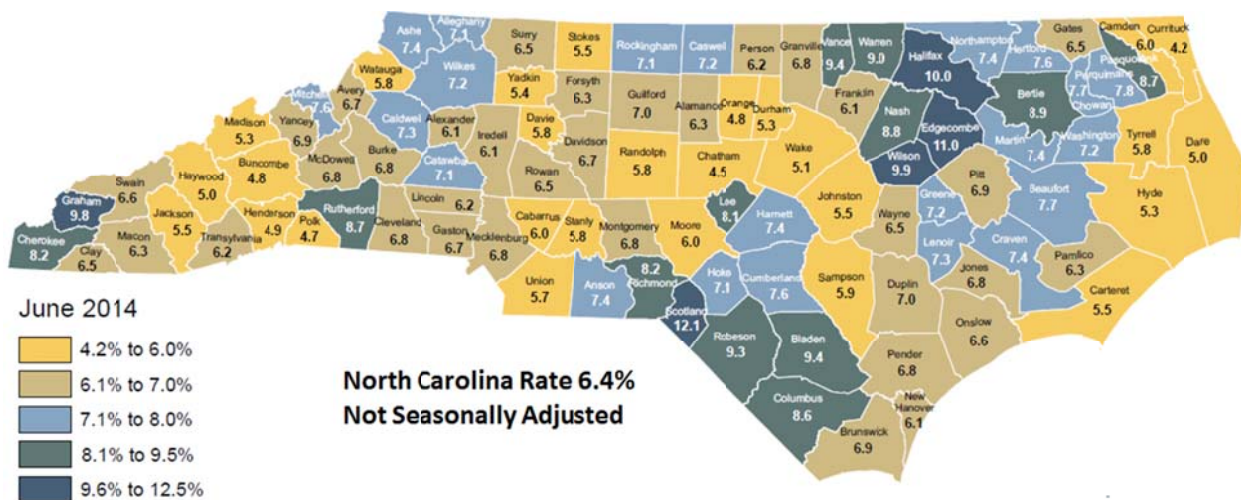 Ashe
7.4
Alleghany
7.1
Surry
6.5
Stokes
5.5
Rockingham
7.1
Caswell
7.2
Person
6.2
Granville
6.8
Vance
9.4
Warren
9.0
Halifax
10.0
Northampton
7.4
Hertford
7.6
Gates
6.5
Camden
6.0
Currituck
4.2
Pasquotank
8.7
Perquimans
7.8
Chowan
7.7
Watauga
5.8
Wilkes
7.2
Yadkin
5.4
Forsyth
6.3
Guilford
7.0
Alamance
6.3
Orange
4.8
Durham
5.3
Franklin
6.1
Nash
8.8
Edgecombe
11.0
Bertie
8.9
Martin
7.4
Washington
7.2
Tyrrell
5.8
Dare
5.0
Mitchell
7.6
Avery
6.7
Caldwell
7.3
Alexander
6.1
Iredell
6.1
Davie
5.8
Davidson
6.7
Randolph
5.8
Chatham
4.5
Wake
5.1
Wilson
9.9
Pitt
6.9
Beaufort
7.7
Hyde
5.3
Madison
5.3
Yancey
6.9
McDowell
6.8
Burke
6.8
Catawba
7.1
Rowan
6.5
Lee
8.1
Johnston
5.5
Greene
7.2
Swain
6.6
Haywood
5.0
Buncombe
4.8
Rutherford
8.7
Lincoln
6.2
Cabarrus
6.0
Stanly
5.8
Montgomery
6.8
Moore
6.0
Harnett
7.4
Wayne
6.5
Lenoir
7.3
Craven
7.4
Pamlico
6.3
Graham
9.8
Jackson
5.5
Henderson
4.9
Polk
4.7
Cleveland
6.8
Gaston
6.7
Mecklenburg
6.8
Cherokee
8.2
Clay
6.5
Macon
6.3
Transylvania
6.2
Union
5.7
Anson
7.4
8.2
Richmond
Hoke
7.1
Cumberland
7.6
Sampson
5.9
Duplin
7.0
Jones
6.8
Carteret
5.5
Scotland
12.1
Robeson
9.3
Bladen
9.4
Onslow
6.6
Pender
6.8
Columbus
8.6
New
Hanover
6.1
Brunswick
6.9
June 2014
4.2% to 6.0%
6.1% to 7.0%
7.1% to 8.0%
8.1% to 9.5%
9.6% to 12.5%
North Carolina Rate 6.4%
Not Seasonally Adjusted